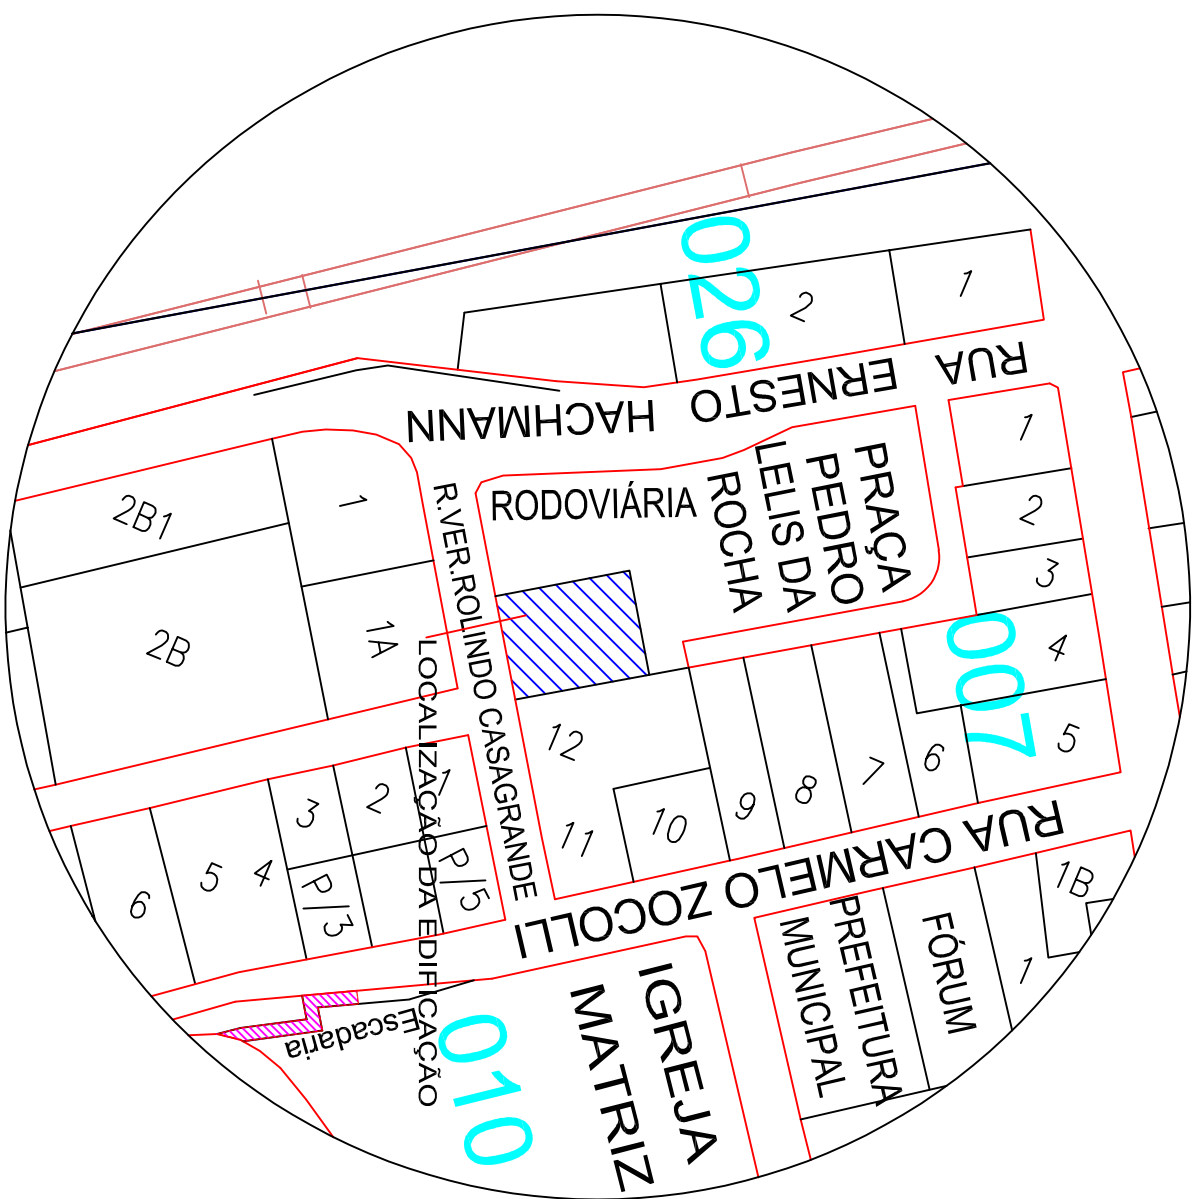 026
2
1
RUA ERNESTO HACHMANN
2B1
1
R.VER.ROLINDO CASAGRANDE
RODOVIÁRIA
PRAÇA
PEDRO
LELIS DA
ROCHA
1
2
3
4
5
2B
1A
LOCALIZAÇÃO DA EDIFICAÇÃO
007
12
11
10
9
8
7
6
3
2
1
6
5
4
P/3
P/5
RUA CARMELO ZOCOLLI
1B
PREFEITURA
MUNICIPAL
FÓRUM
1
IGREJA
MATRIZ
Escadaria
010